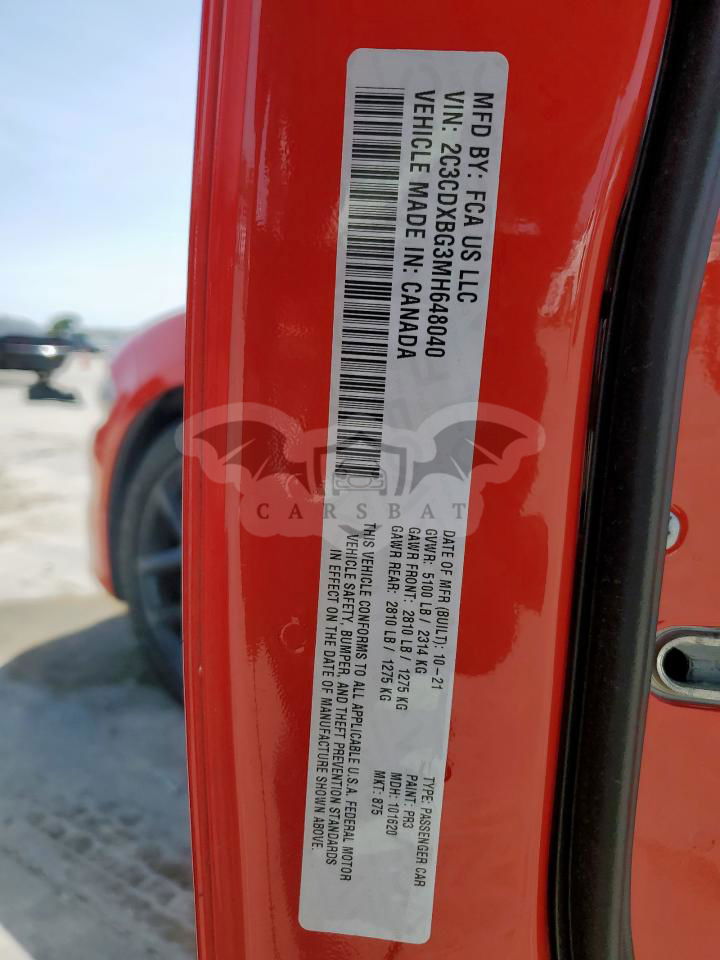 MFD BY: FCA US LLC
VIN: 2C3CDXBG3MH648040
VEHICLE MADE IN: CANADA
DATE OF MFR (BUILT): 10-21
GVWR: 5100 LB / 2314 KG
GAWR FRONT: 2810 LB / 1275 KG
GAWR REAR: 2810 LB / 1275 KG
THIS VEHICLE CONFORMS TO ALL APPLICABLE U.S.A. FEDERAL MOTOR
VEHICLE SAFETY, BUMPER, AND THEFT PREVENTION STANDARDS
IN EFFECT ON THE DATE OF MANUFACTURE SHOWN ABOVE.
TYPE: PASSENGER CAR
PAINT: PR3
MDH: 101620
MKT: 875
CARSBAT